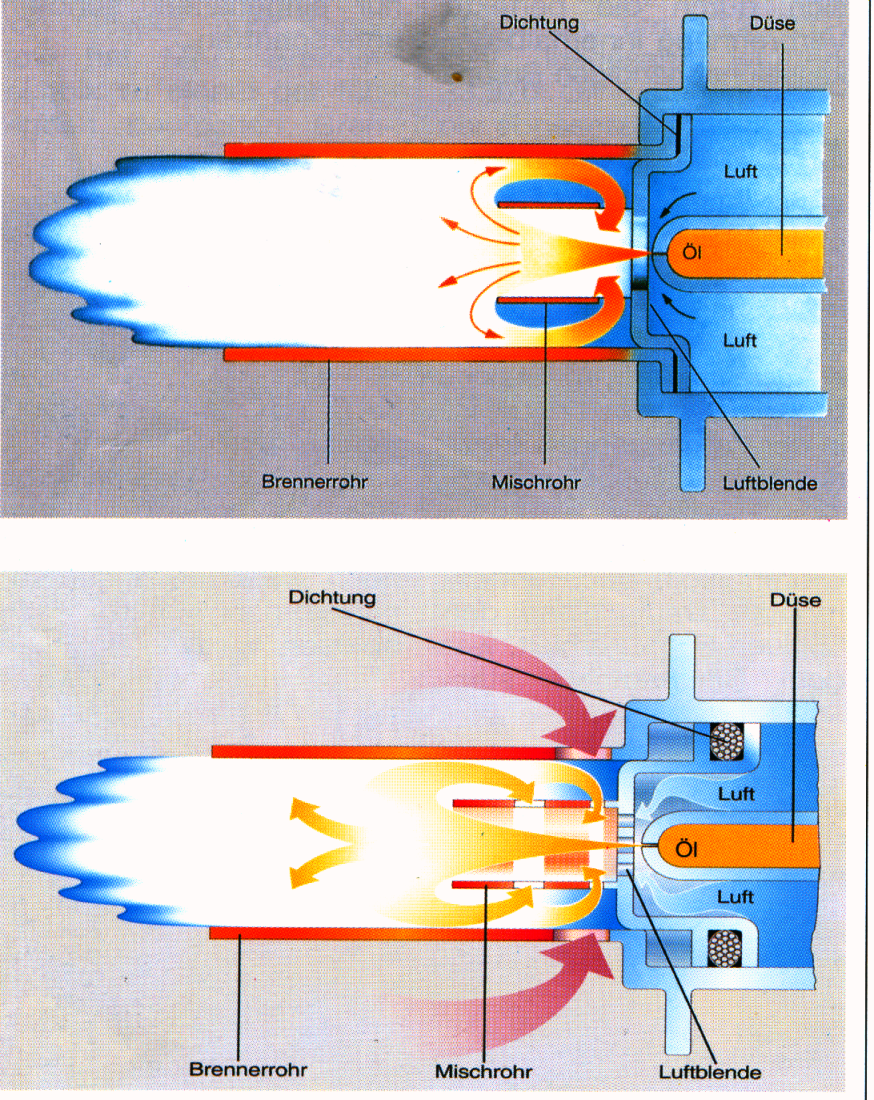 Dichtung
Düse
Luft
Öl
Luft
Brennerrohr
Mischrohr
Luftblende
Dichtung
Düse
Luft
Öl
Luft
Brennerrohr
Mischrohr
Luftblende